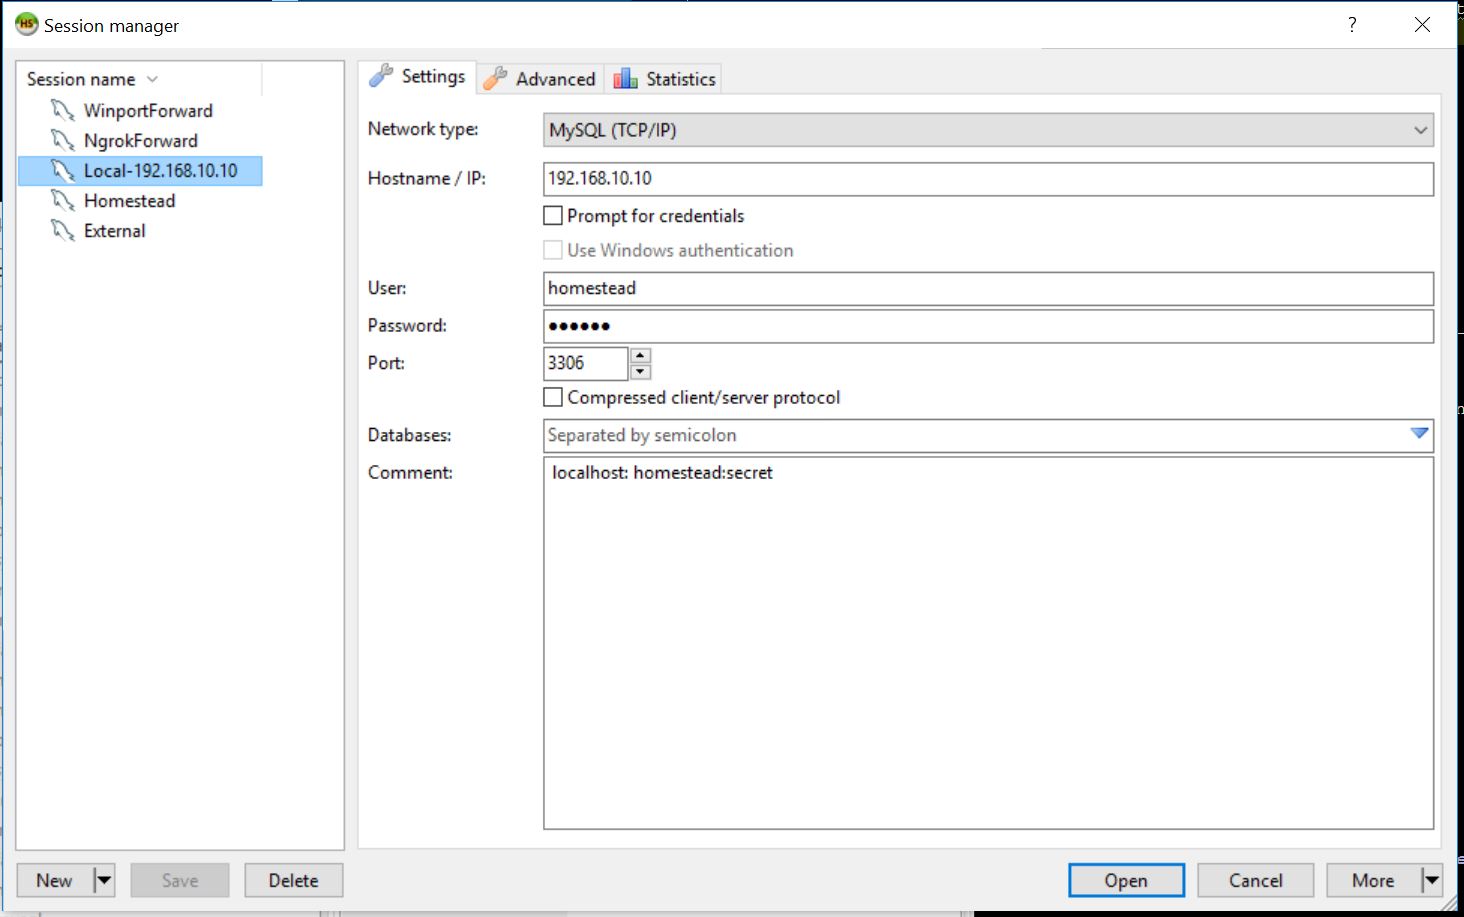 Session manager
?
Session name
WinportForward
NgrokForward
Local-192.168.10.10
Homestead
External
Settings
Advanced
Statistics
Network type:
MySQL (TCP/IP)
Hostname / IP:
192.168.10.10
Prompt for credentials
Use Windows authentication
User:
homestead
Password:
●●●●●●
Port:
3306
Compressed client/server protocol
Databases:
Separated by semicolon
Comment:
localhost: homestead:secret
New
Save
Delete
Open
Cancel
More